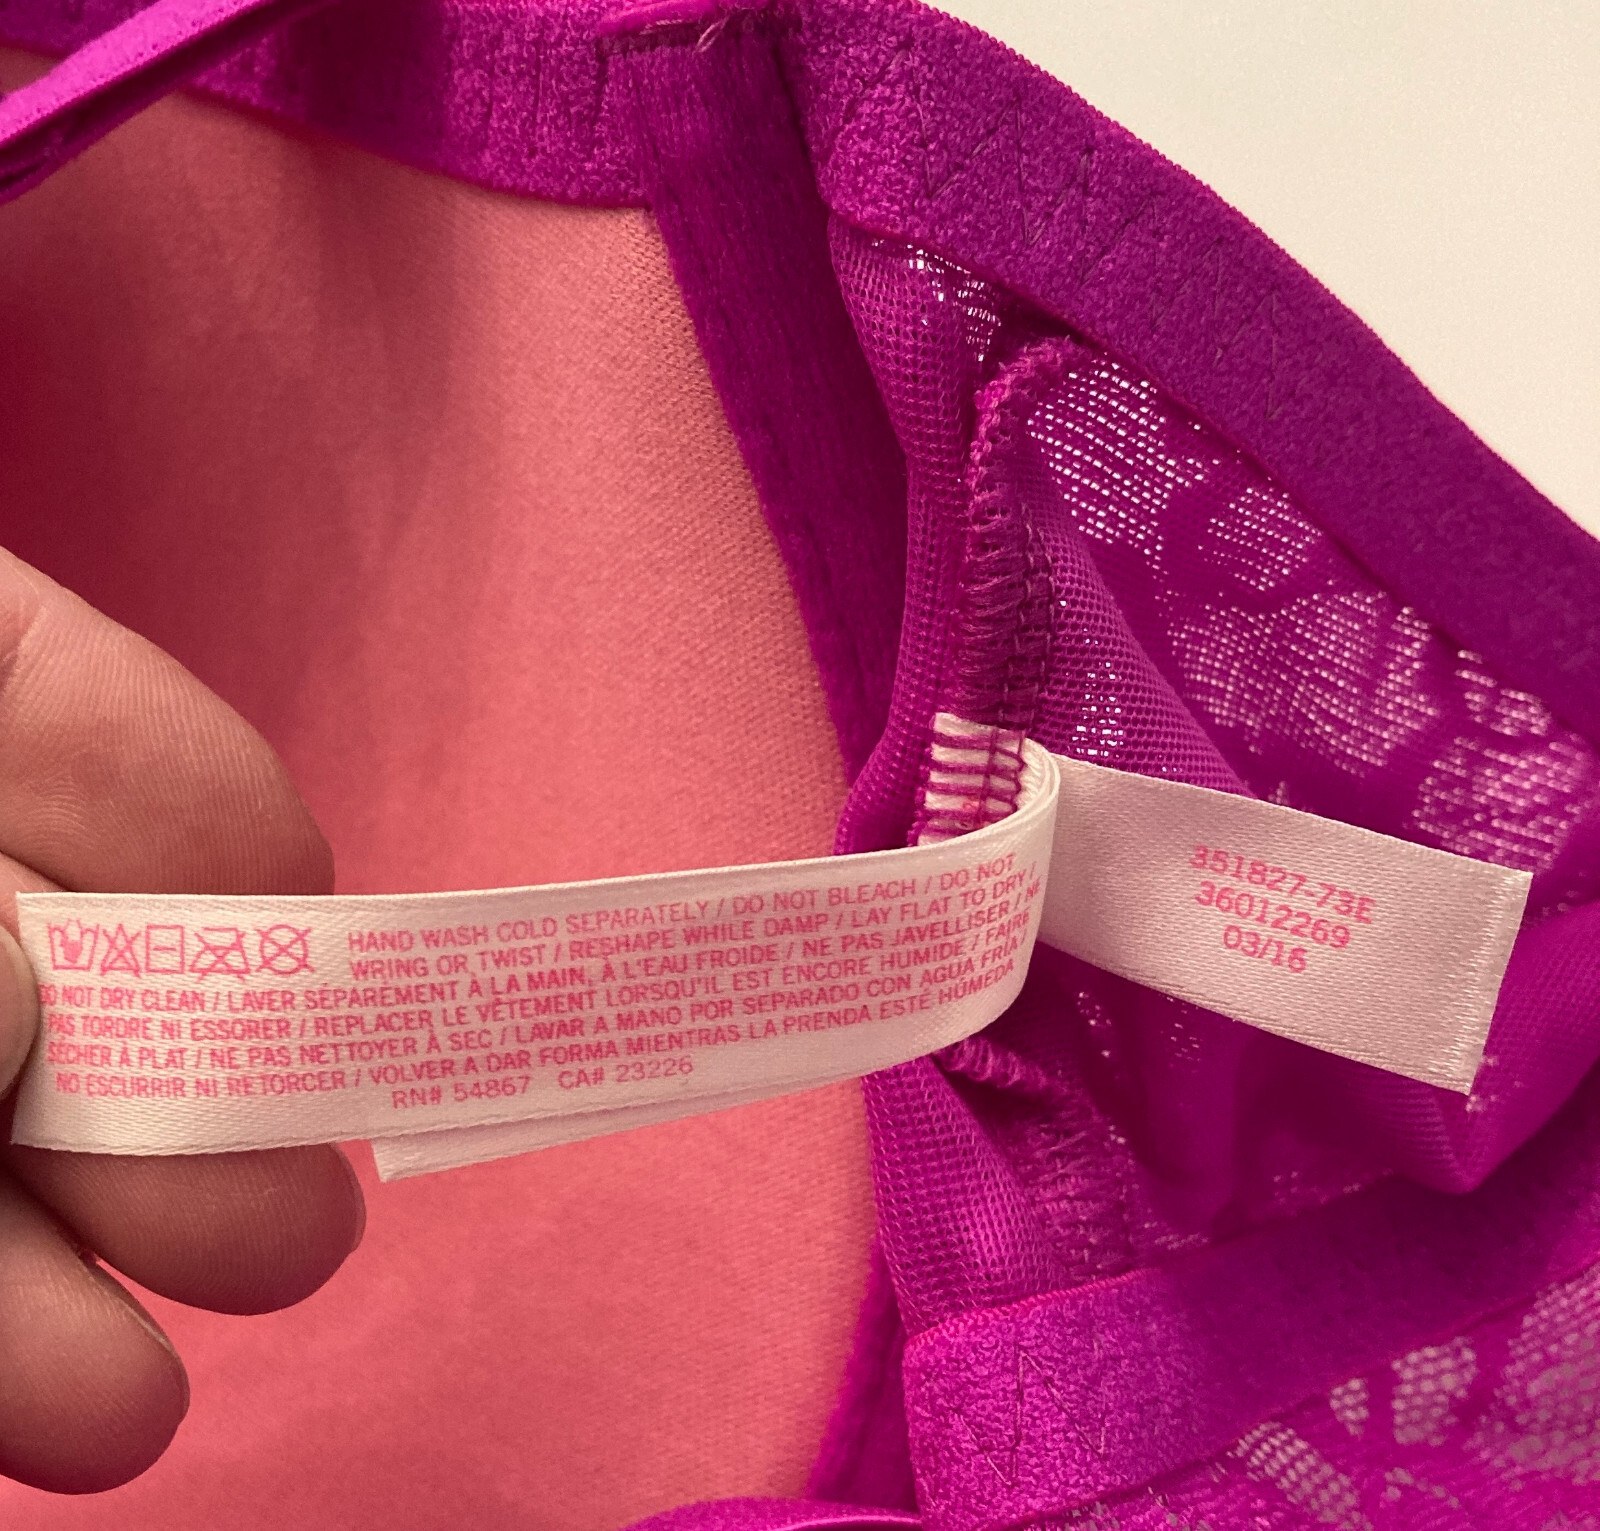 HAND WASH COLD SEPARATELY / DO NOT BLEACH / DO NOT
WRING OR TWIST / RESHAPE WHILE DAMP / LAY FLAT TO DRY /
DO NOT DRY CLEAN / LAVER SÉPARÉMENT À LA MAIN, À L'EAU FROIDE / NE PAS JAVELLISER / NE
PAS TORDRE NI ESSORER / REPLACER LE VÊTEMENT LORSQU'IL EST ENCORE HUMIDE / FAIRE
SÉCHER À PLAT / NE PAS NETTOYER À SEC / LAVAR A MANO POR SEPARADO CON AGUA FRÍA /
NO ESCURRIR NI RETORCER / VOLVER A DAR FORMA MIENTRAS LA PRENDA ESTÉ HÚMEDA
RN# 54867 CA# 23226
351827-73E
36012269
03/16